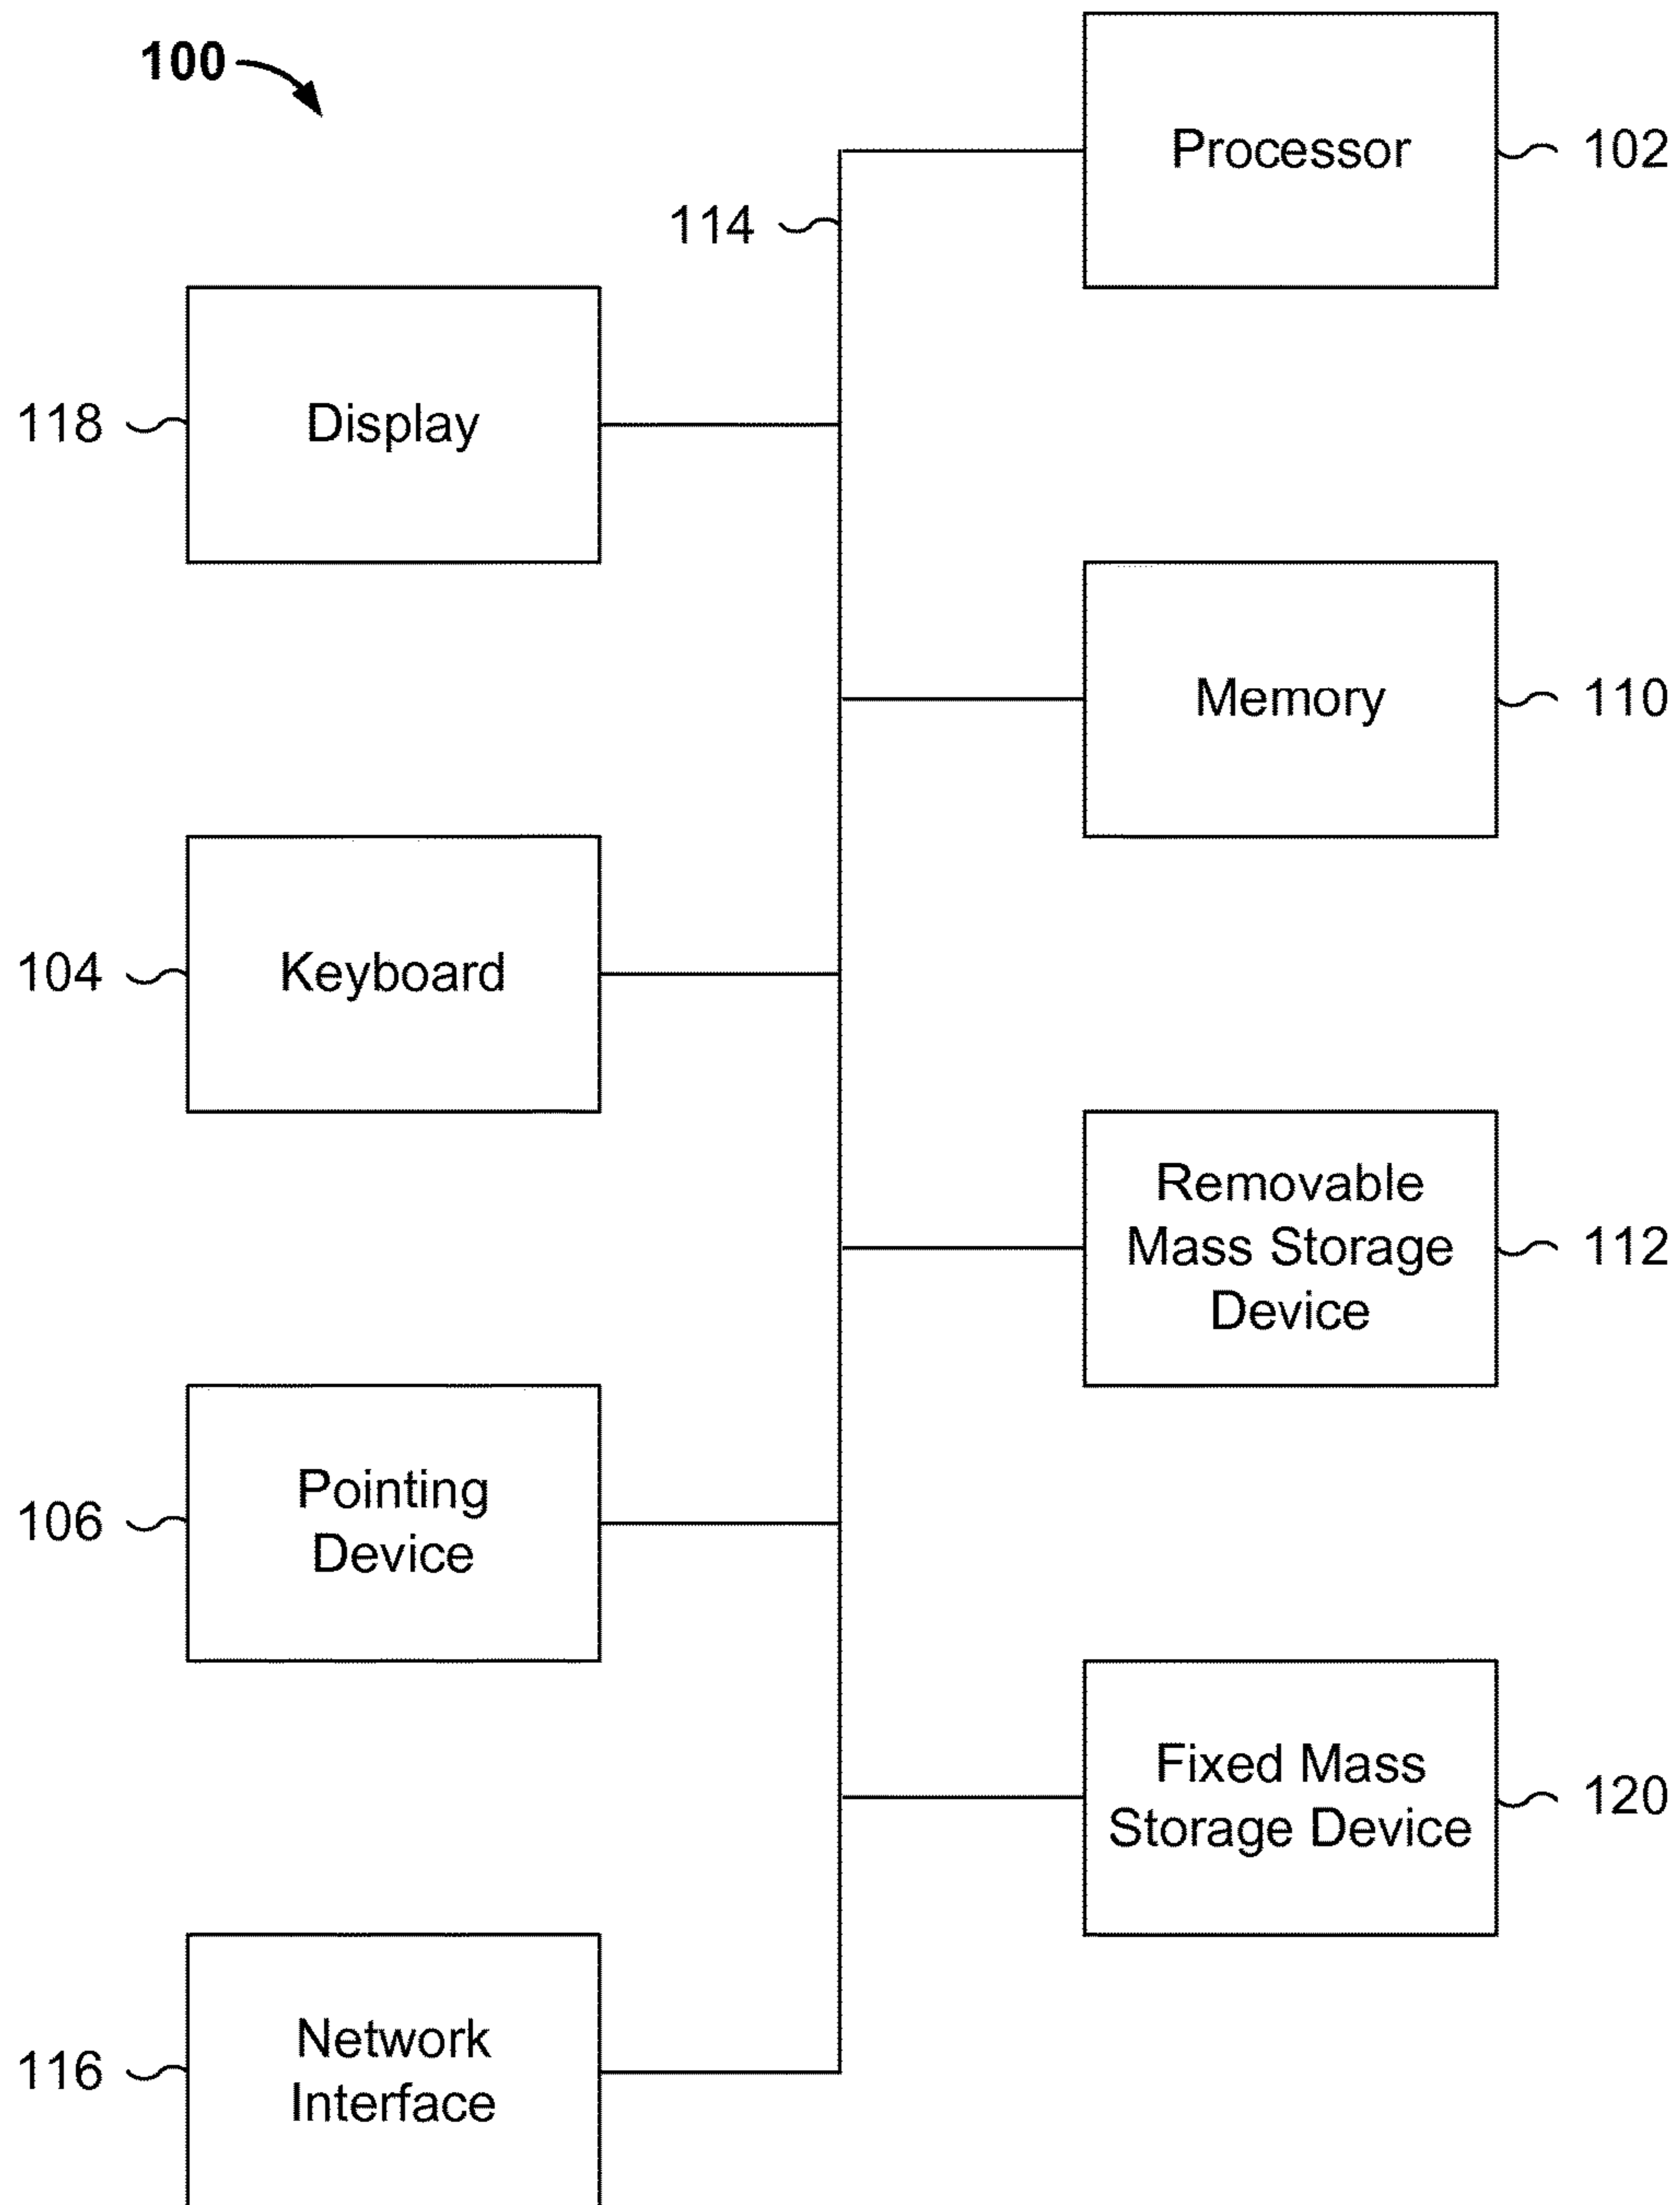 100
Processor
102
114
Display
118
Memory
110
Keyboard
104
Removable
Mass Storage
Device
112
Pointing
Device
106
Fixed Mass
Storage Device
120
Network
Interface
116